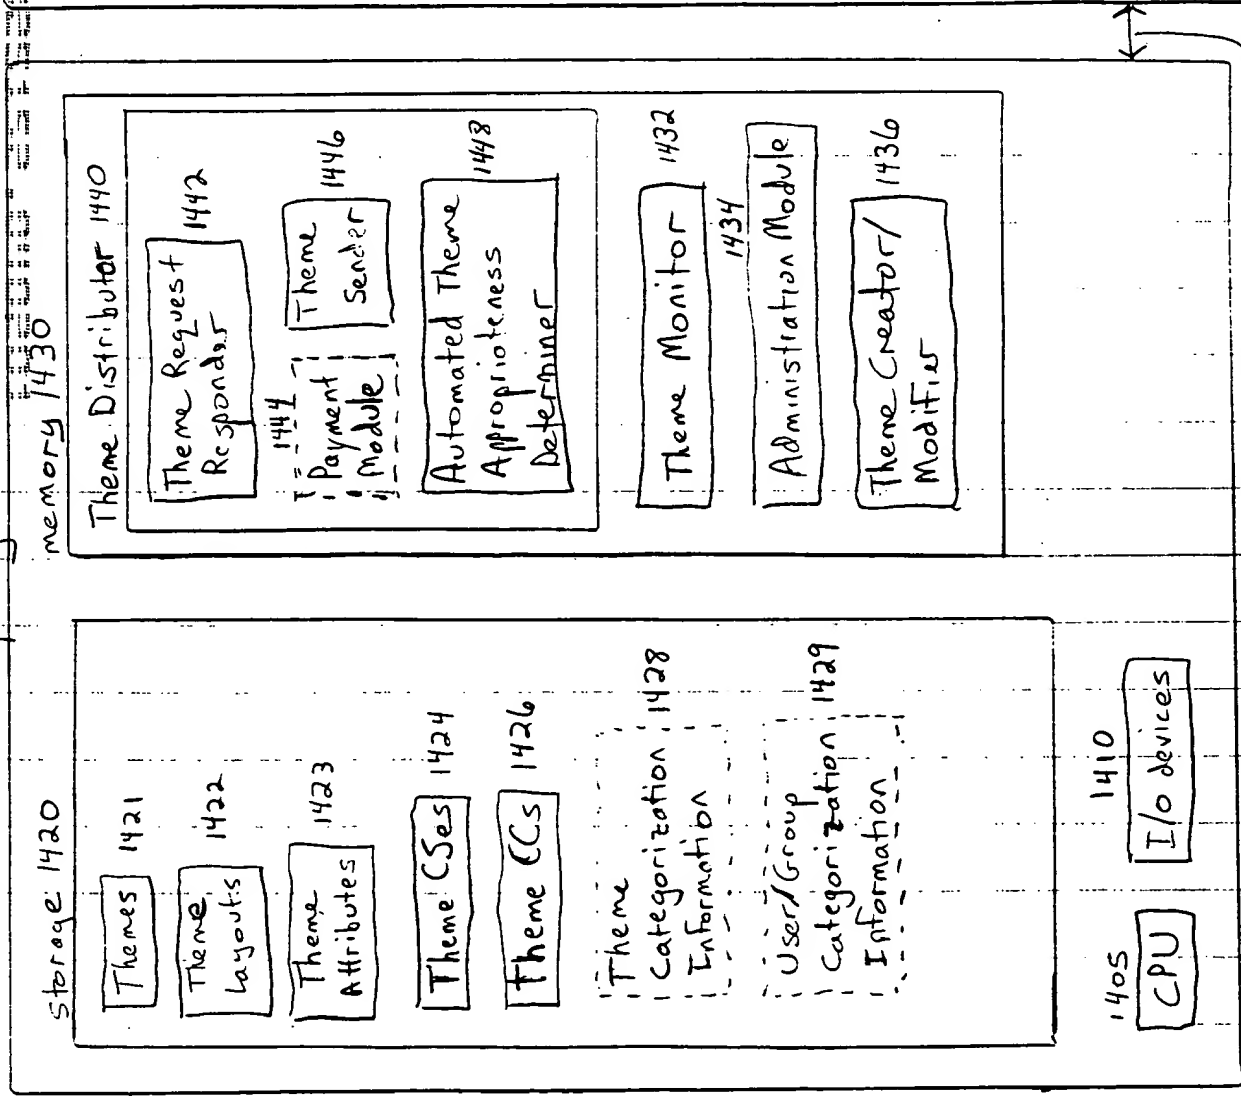 Storage 1420
Themes 1421
Theme
Layouts
1422
Theme
Attributes
1423
Theme CSes 1424
Theme CCs 1426
Theme
Categorization
Information
1428
User/Group
Categorization
Information
1429
memory 1430
Theme Distributor 1440
Theme Request
Responder
1442
1444
Payment
Module
Theme
Sender
1446
Automated Theme
Appropriateness
Determiner
1448
Theme Monitor 1432
1434
Administration Module
Theme Creator/
Modifier
1436
1405
CPU
1410
I/o devices